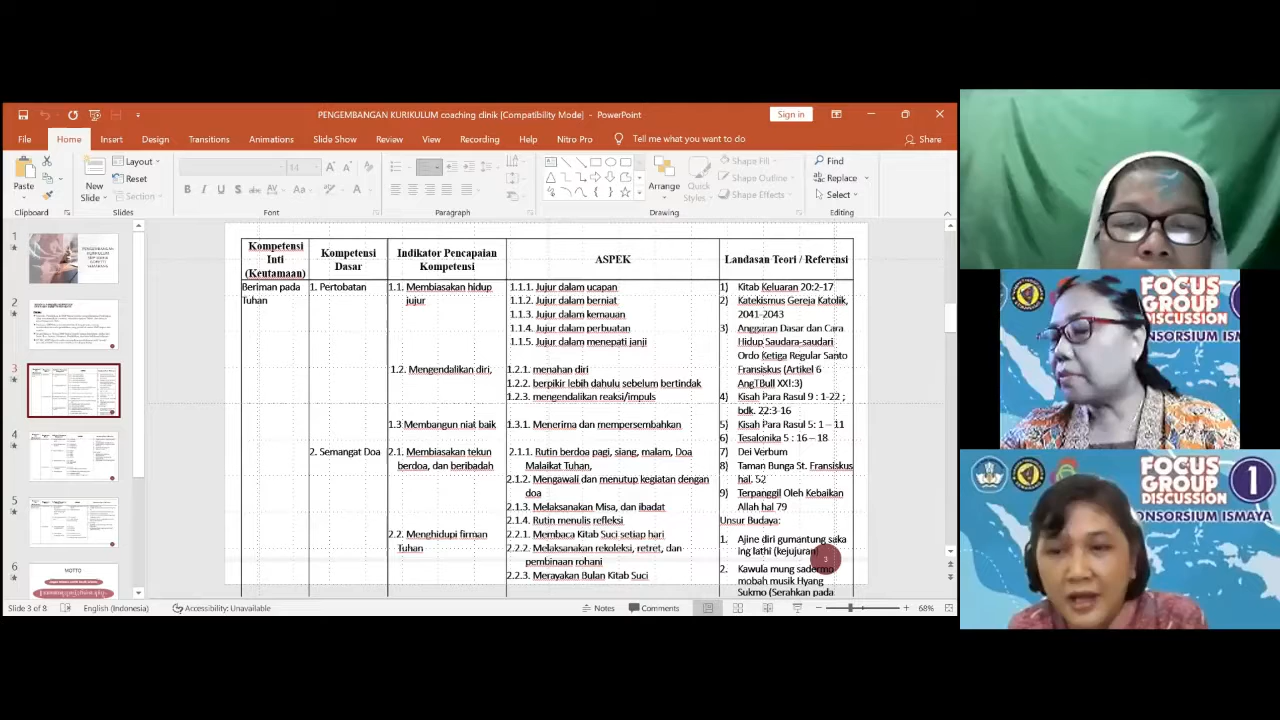 PENGEMBANGAN KURIKULUM coaching clinik [Compatibility Mode] - PowerPoint
Sign in
File Home Insert Design Transitions Animations Slide Show Recording Review View Recording Help Nitro Pro Tell me what you want to do Share
Paste
New
Slide
Layout
Reset
Section
Shape Fill
Shape Outline
Shape Effects
Arrange
Quick
Styles
Find
Replace
Select
Clipboard Slides Font Paragraph Drawing Editing
1
2
3
4
5
6
MOTTO
Kompetensi
Inti
(Keutamaan)
Kompetensi
Dasar
Indikator Pencapaian
Kompetensi
ASPEK
Landasan Teori / Referensi
Beriman pada
Tuhan
1. Pertobatan
1.1. Membiasakan hidup
jujur
1.1.1. Jujur dalam ucapan
1.1.2. Jujur dalam berniat
1.1.3. Jujur dalam kemauan
1.1.4. Jujur dalam perbuatan
1.1.5. Jujur dalam menepati janji
1.2. Mengendalikan diri,
1.2.1. menahan diri
1.2.2. berpikir lebih dahulu sebelum bertindak
1.2.3. mengendalikan reaksi/impuls
1.3 Membangun niat baik
1.3.1. Menerima dan mempersembahkan
2. Semangat Doa
2.1. Membiasakan tekun
berdoa, dan beribadah
2.1.1. Rutin berdoa pagi, siang, malam, Doa
Malaikat Tuhan
2.1.2. Mengawali dan menutup kegiatan dengan
doa
2.1.3. Melaksanakan Misa, dan ibadat
2.1.4. Rutin menulis refleksi
2.2. Menghidupi firman
Tuhan
2.2.1. Membaca Kitab Suci setiap hari
2.2.2. Melaksanakan rekoleksi, retret, dan
pembinaan rohani
2.2.3. Merayakan Bulan Kitab Suci
1) Kitab Keluaran 20:2-17
2) Katekismus Gereja Katolik,
2041-2043
3) Anggaran Dasar dan Cara
Hidup saudara-saudari
Ordo Ketiga Regular Santo
Fransiskus (Artikel 6
AngTBull XXI:3)
4) Kisah Para Rasul 9 : 1-22 ;
bdk. 22:3-16
5) Kisah Para Rasul 5: 1 – 11
6) Tesalonika 5 : 16 – 18
7) Dei Verbum
8) St. Fransiskus
hal. 52
9) Terpanggil Oleh Kebaikan
Allah hal 79
Unsur Budaya:
1. Ajine diri gumantung saka
ing lathi (kejujuran)
2. Kawula mung sadermo
mobah musik Hyang
Sukmo (Serahkan pada
3
Slide 3 of 8
English (Indonesia)
Accessibility: Unavailable
Notes
Comments
68%
FOCUS
GROUP
DISCUSSION
ONSORSIUM ISMAYA
FOCUS
GROUP
DISCUSSION
1
ONSORSIUM ISMAYA